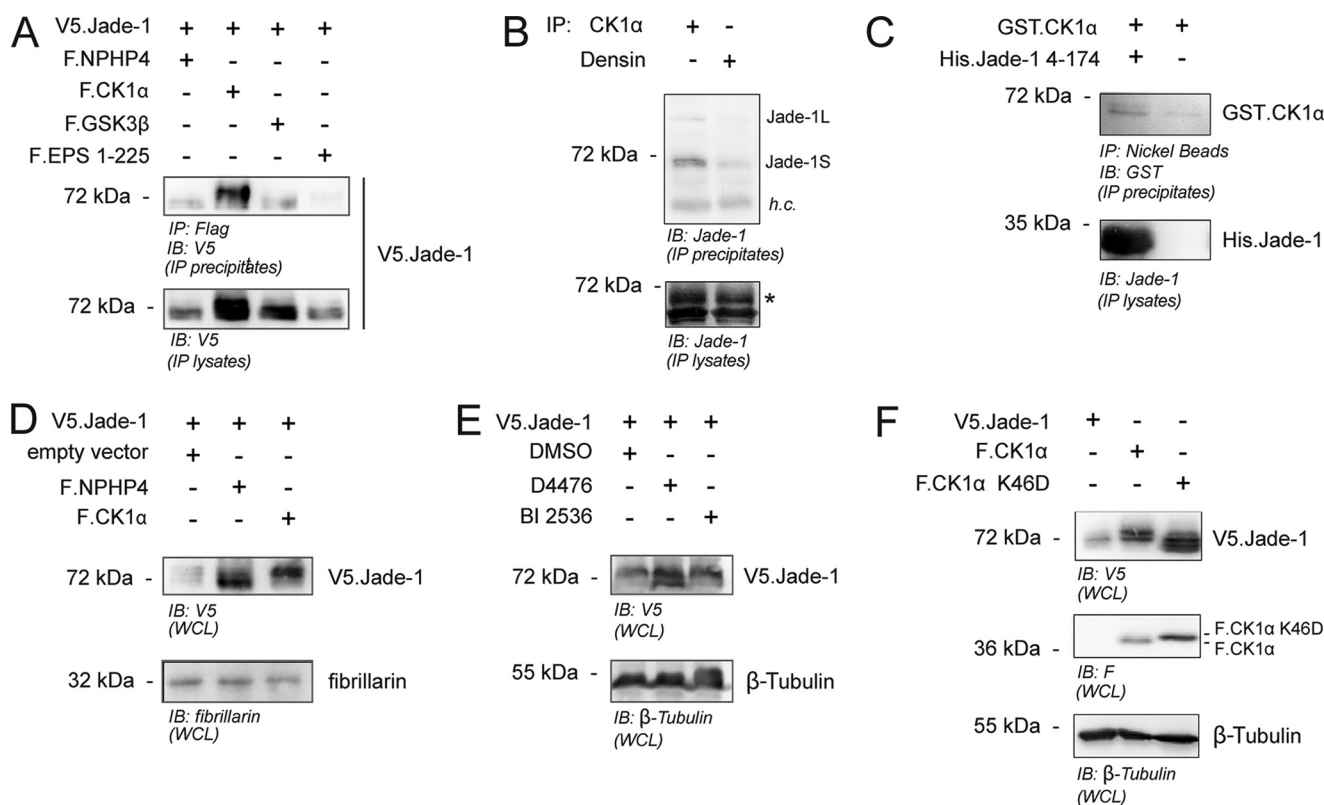 A
V5.Jade-1 + + + +
F.NPHP4 + - - -
F.CK1α - + - -
F.GSK3β - - + -
F.EPS 1-225 - - - +
72 kDa -
IP: Flag
IB: V5
(IP precipitates)
72 kDa -
IB: V5
(IP lysates)
V5.Jade-1
B
IP: CK1α + -
Densin - +
Jade-1L
72 kDa -
Jade-1S
h.c.
IB: Jade-1
(IP precipitates)
72 kDa -
*
IB: Jade-1
(IP lysates)
C
GST.CK1α + +
His.Jade-1 4-174 + -
72 kDa -
GST.CK1α
IP: Nickel Beads
IB: GST
(IP precipitates)
35 kDa -
His.Jade-1
IB: Jade-1
(IP lysates)
D
V5.Jade-1 + + +
empty vector + - -
F.NPHP4 - + -
F.CK1α - - +
72 kDa -
V5.Jade-1
IB: V5
(WCL)
32 kDa -
fibrillarin
IB: fibrillarin
(WCL)
E
V5.Jade-1 + + +
DMSO + - -
D4476 - + -
BI 2536 - - +
72 kDa -
V5.Jade-1
IB: V5
(WCL)
55 kDa -
β-Tubulin
IB: β-Tubulin
(WCL)
F
V5.Jade-1 + - -
F.CK1α - + -
F.CK1α K46D - - +
72 kDa -
V5.Jade-1
IB: V5
(WCL)
- F.CK1α K46D
36 kDa -
- F.CK1α
IB: F
(WCL)
55 kDa -
β-Tubulin
IB: β-Tubulin
(WCL)